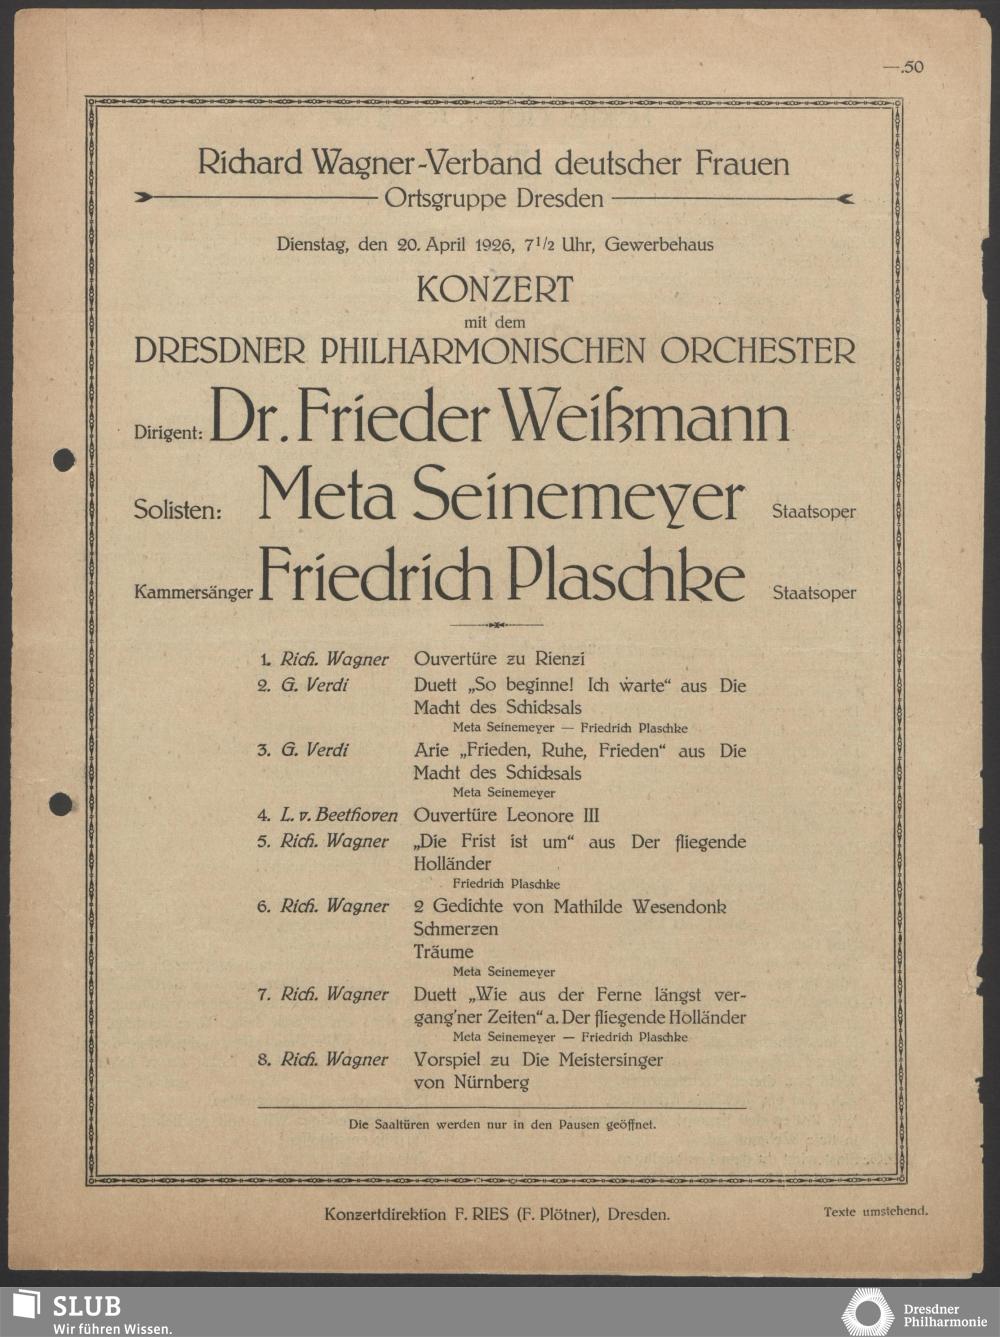 —.50
Richard Wagner-Verband deutscher Frauen
Ortsgruppe Dresden
Dienstag, den 20. April 1926, 7 1/2 Uhr, Gewerbehaus
KONZERT
mit dem
DRESDNER PHILHARMONISCHEN ORCHESTER
Dirigent: Dr. Frieder Weißmann
Solisten: Meta Seinemeyer Staatsoper
Kammersänger Friedrich Plaschke Staatsoper
1. Rich. Wagner Ouvertüre zu Rienzi
2. G. Verdi Duett „So beginne! Ich warte“ aus Die
Macht des Schicksals
Meta Seinemeyer — Friedrich Plaschke
3. G. Verdi Arie „Frieden, Ruhe, Frieden“ aus Die
Macht des Schicksals
Meta Seinemeyer
4. L. v. Beethoven Ouvertüre Leonore III
5. Rich. Wagner „Die Frist ist um“ aus Der fliegende
Holländer
Friedrich Plaschke
6. Rich. Wagner 2 Gedichte von Mathilde Wesendonk
Schmerzen
Träume
Meta Seinemeyer
7. Rich. Wagner Duett „Wie aus der Ferne längst ver-
gang'ner Zeiten“ a. Der fliegende Holländer
Meta Seinemeyer — Friedrich Plaschke
8. Rich. Wagner Vorspiel zu Die Meistersinger
von Nürnberg
Die Saaltüren werden nur in den Pausen geöffnet.
Konzertdirektion F. RIES (F. Plötner), Dresden.
Texte umstehend.
SLUB
Wir führen Wissen.
Dresdner
Philharmonie